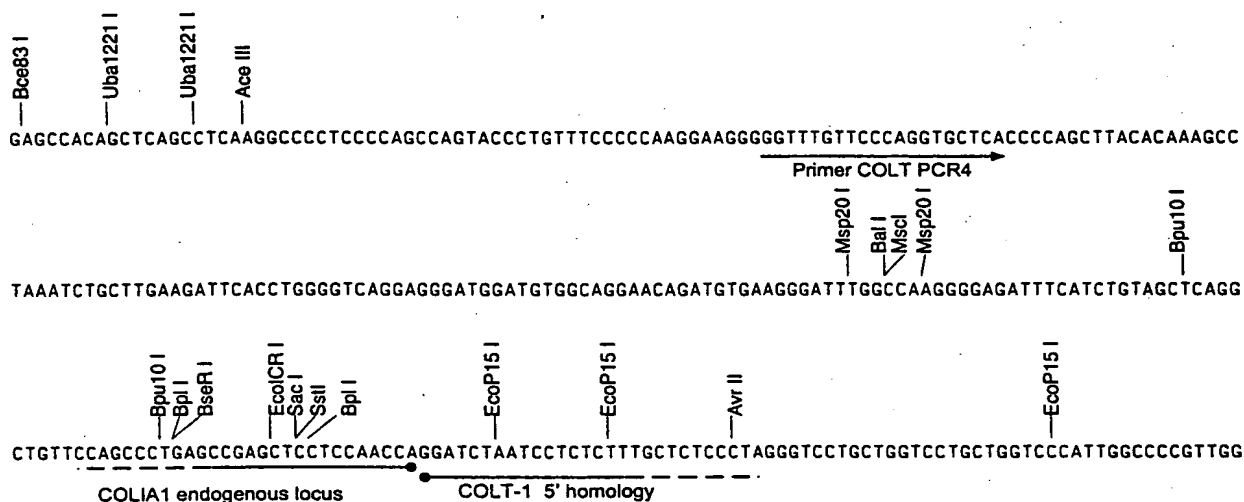 Bce83 I Uba1221 I Uba1221 I Ace III
GAGCCACAGCTCAGCCTCAAGGCCCCTCCCCAGCCAGTACCCTGTTTCCCCCAAGGAAGGGGGTTTGTTCCCAGGTGCTCACCCCAGCTTACACAAAGCC
Primer COLT PCR4
Msp20 I Bal I MscI Msp20 I Bpu10 I
TAAATCTGCTTGAAGATTCACCTGGGGTCAGGAGGGATGGATGTGGCAGGAACAGATGTGAAGGGATTTGGCCAAGGGGAGATTTCATCTGTAGCTCAGG
Bpu10 I Bpl I BseR I EcolCR I Sac I SstI Bpl I EcoP15 I EcoP15 I Avr II EcoP15 I
CTGTTCCAGCCCTGAGCCGAGCTCCTCCAACCAGGATCTAATCCTCTCTTTGCTCTCCCTAGGGTCCTGCTGGTCCTGCTGGTCCCATTGGCCCCGTTGG
COLIA1 endogenous locus COLT-1 5' homology